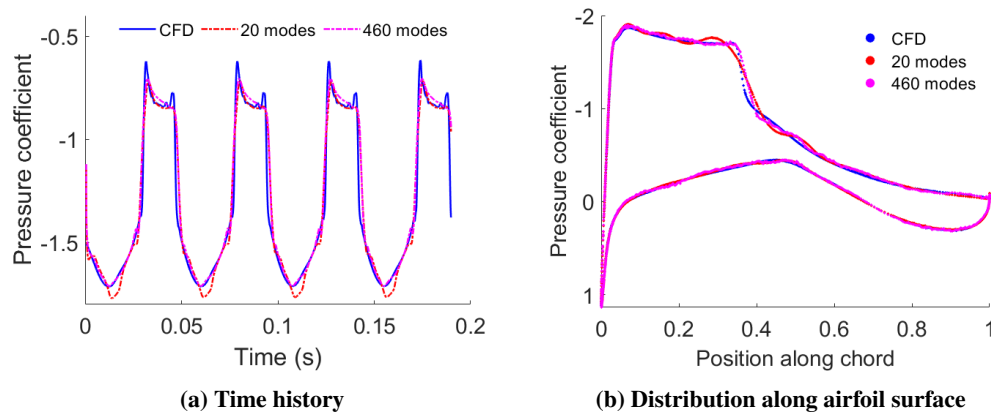 CFD 20 modes 460 modes
-0.5
-1
-1.5
Pressure coefficient
0 0.05 0.1 0.15 0.2
Time (s)
(a) Time history
-2
-1
0
1
Pressure coefficient
CFD
20 modes
460 modes
0 0.2 0.4 0.6 0.8 1
Position along chord
(b) Distribution along airfoil surface